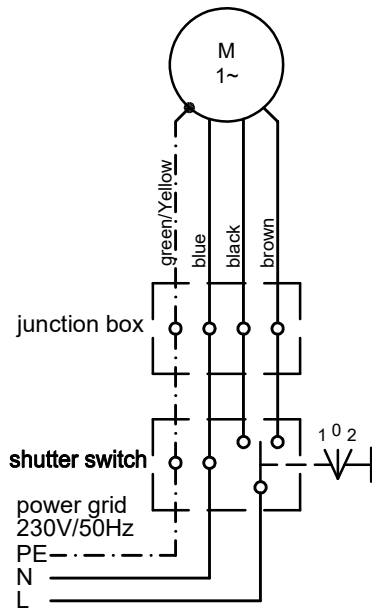 M
1~
green/Yellow
blue
black
brown
junction box
1 0 2
shutter switch
power grid
230V/50Hz
PE
N
L